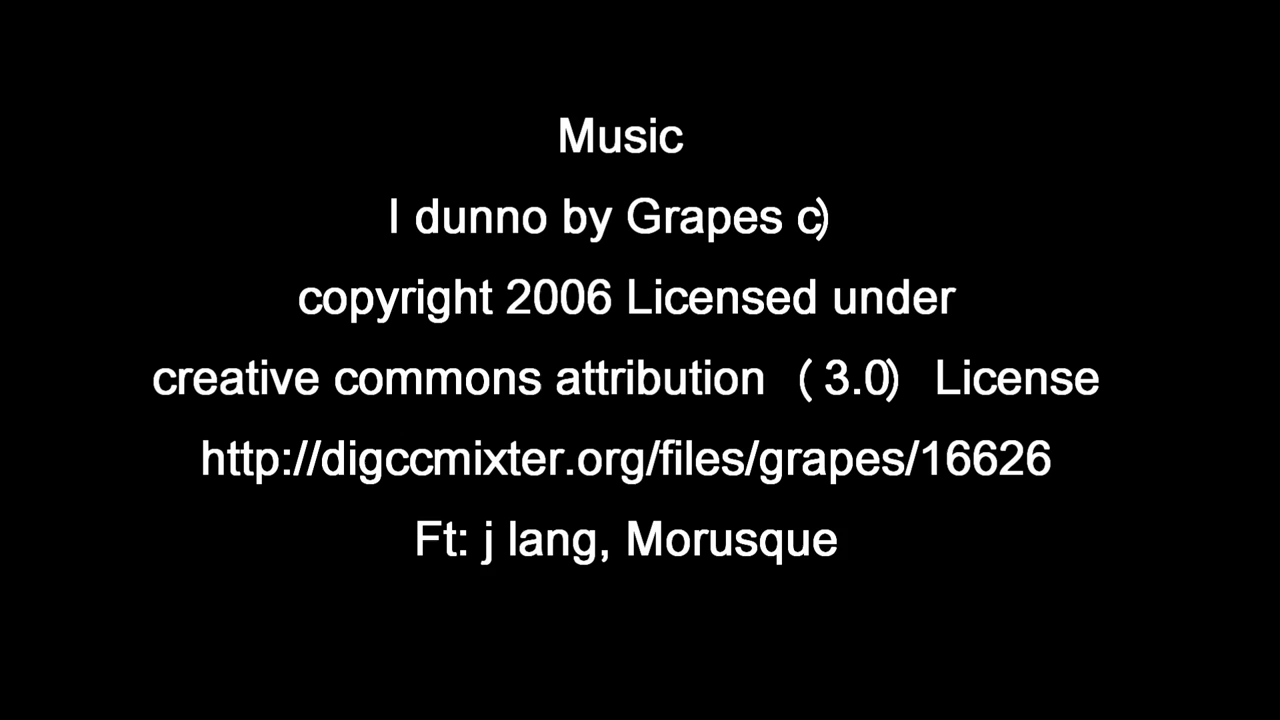 Music
I dunno by Grapes c)
copyright 2006 Licensed under
creative commons attribution ( 3.0) License
http://digccmixter.org/files/grapes/16626
Ft: j lang, Morusque